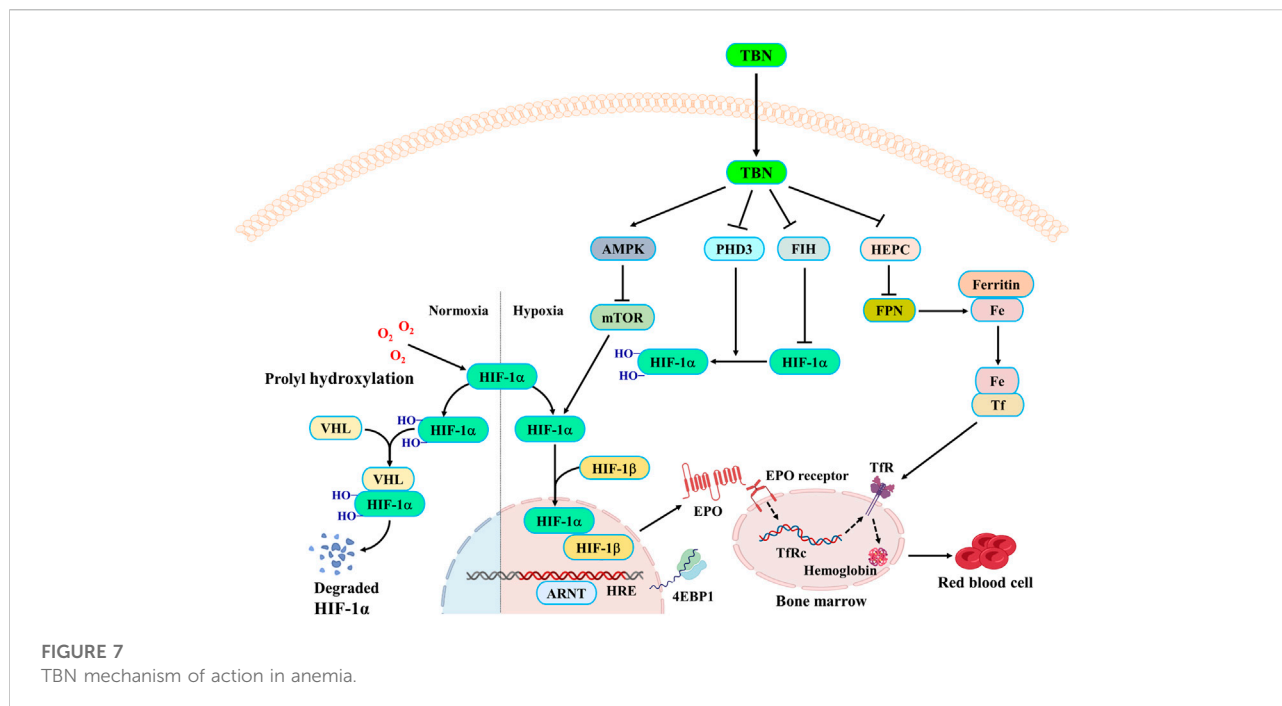 TBN
TBN
AMPK
PHD3
FIH
HEPC
Ferritin
Fe
FPN
mTOR
Normoxia
Hypoxia
O2 O2
O2
Prolyl hydroxylation
HIF-1α
HO
HO
HIF-1α
HIF-1α
Fe
Tf
VHL
HO
HO
HIF-1α
HIF-1α
VHL
HO
HO
HIF-1α
HIF-1β
HIF-1α
HIF-1β
EPO
EPO receptor
TfR
TfRc
Hemoglobin
Bone marrow
Red blood cell
Degraded
HIF-1α
ARNT
HRE
4EBP1
FIGURE 7
TBN mechanism of action in anemia.